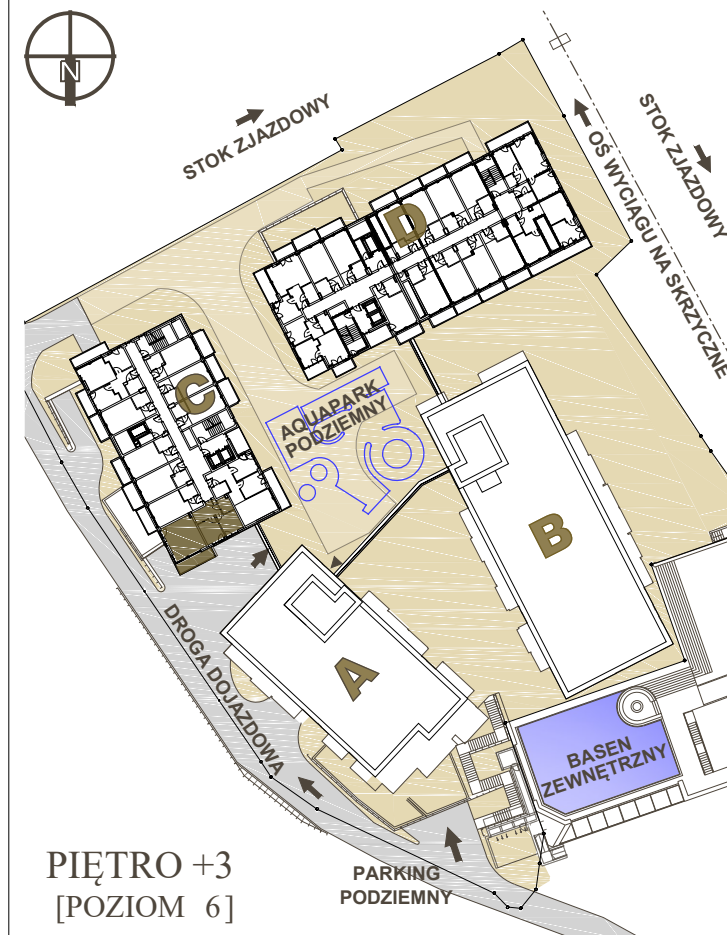 N
STOK ZJAZDOWY
STOK ZJAZDOWY
OŚ WYCIĄGU NA SKRZYCZNE
D
C
AQUAPARK
PODZIEMNY
B
A
DROGA DOJAZDOWA
BASEN
ZEWNĘTRZNY
PIĘTRO +3
[POZIOM 6]
PARKING
PODZIEMNY